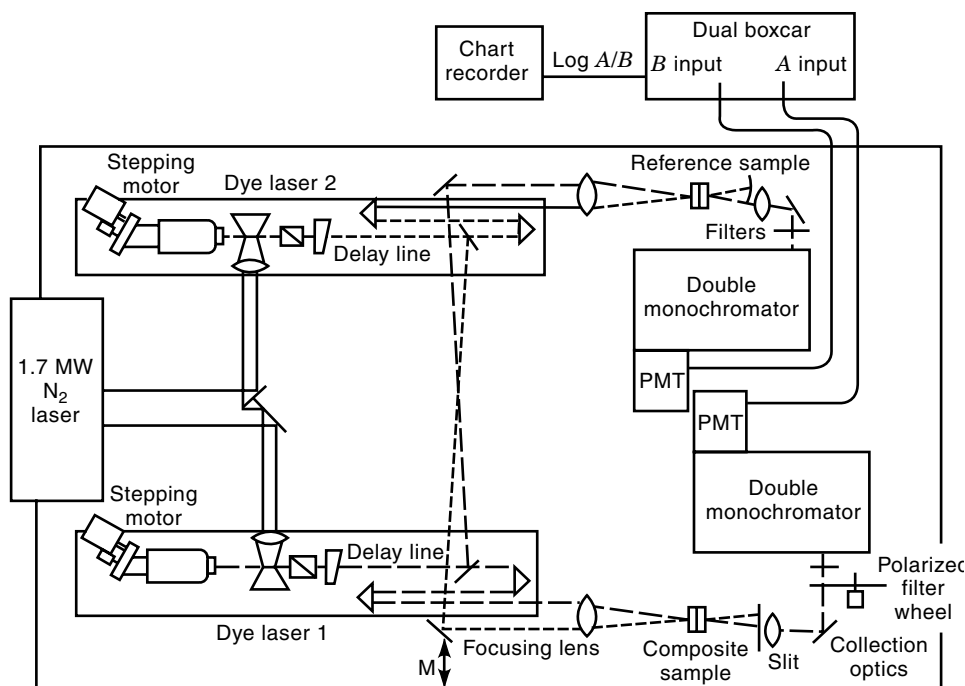 Chart
recorder
Log A/B
Dual boxcar
B input
A input
Stepping
motor
Dye laser 2
Reference sample
Delay line
Filters
Double
monochromator
1.7 MW
N₂
laser
PMT
PMT
Stepping
motor
Double
monochromator
Delay line
Polarized
filter
wheel
Dye laser 1
M
Focusing lens
Composite
sample
Slit
Collection
optics